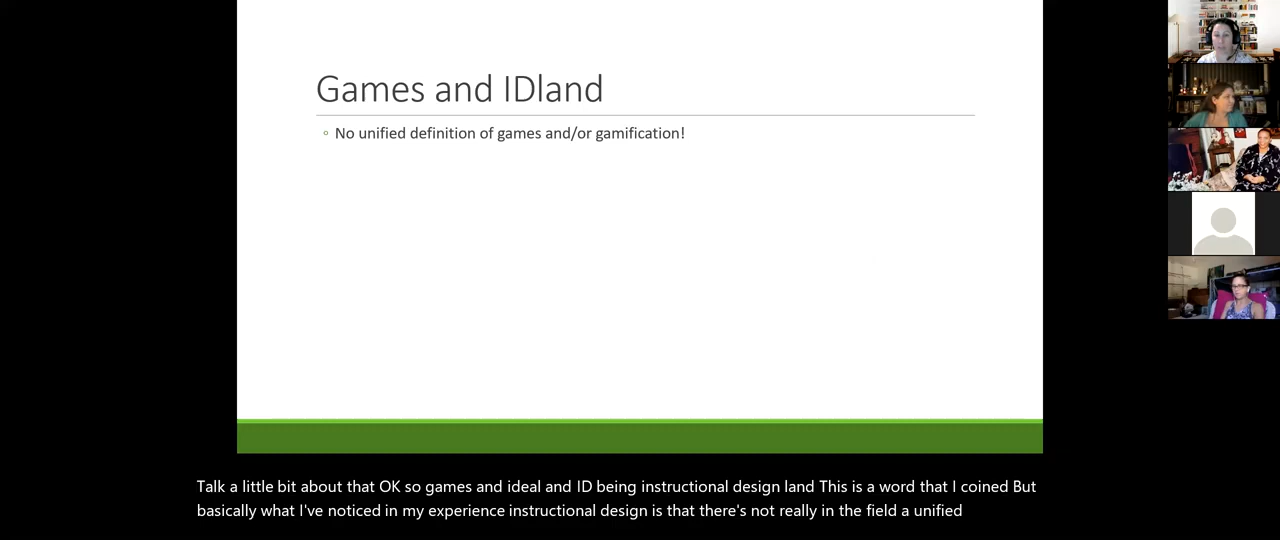 Games and IDland
◦ No unified definition of games and/or gamification!
Talk a little bit about that OK so games and ideal and ID being instructional design land This is a word that I coined But
basically what I've noticed in my experience instructional design is that there's not really in the field a unified